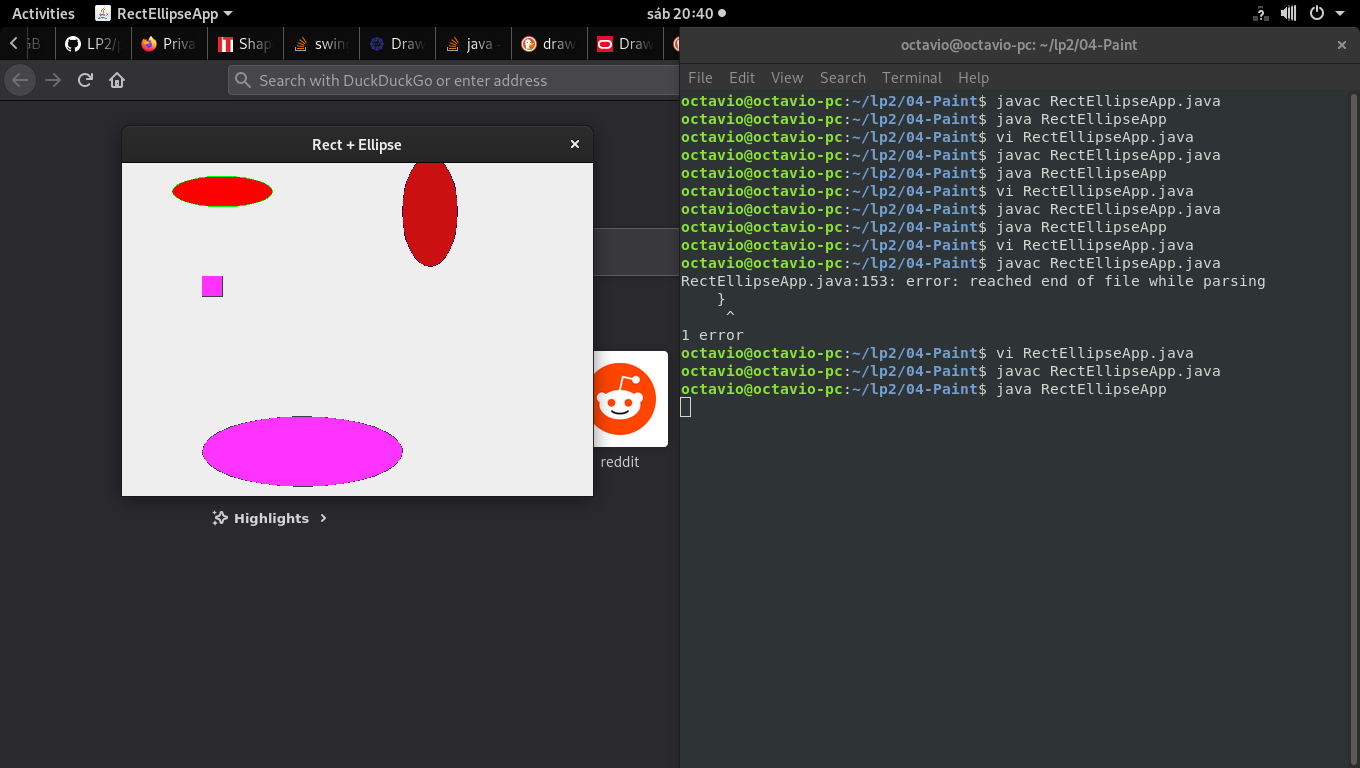 Activities RectEllipseApp sáb 20:40
GB LP2/p Priva Shap swing Draw java - draw Draw
Search with DuckDuckGo or enter address
Rect + Ellipse
reddit
Highlights
octavio@octavio-pc: ~/lp2/04-Paint
File Edit View Search Terminal Help
octavio@octavio-pc:~/lp2/04-Paint$ javac RectEllipseApp.java
octavio@octavio-pc:~/lp2/04-Paint$ java RectEllipseApp
octavio@octavio-pc:~/lp2/04-Paint$ vi RectEllipseApp.java
octavio@octavio-pc:~/lp2/04-Paint$ javac RectEllipseApp.java
octavio@octavio-pc:~/lp2/04-Paint$ java RectEllipseApp
octavio@octavio-pc:~/lp2/04-Paint$ vi RectEllipseApp.java
octavio@octavio-pc:~/lp2/04-Paint$ javac RectEllipseApp.java
octavio@octavio-pc:~/lp2/04-Paint$ java RectEllipseApp
octavio@octavio-pc:~/lp2/04-Paint$ vi RectEllipseApp.java
octavio@octavio-pc:~/lp2/04-Paint$ javac RectEllipseApp.java
RectEllipseApp.java:153: error: reached end of file while parsing
}
^
1 error
octavio@octavio-pc:~/lp2/04-Paint$ vi RectEllipseApp.java
octavio@octavio-pc:~/lp2/04-Paint$ javac RectEllipseApp.java
octavio@octavio-pc:~/lp2/04-Paint$ java RectEllipseApp